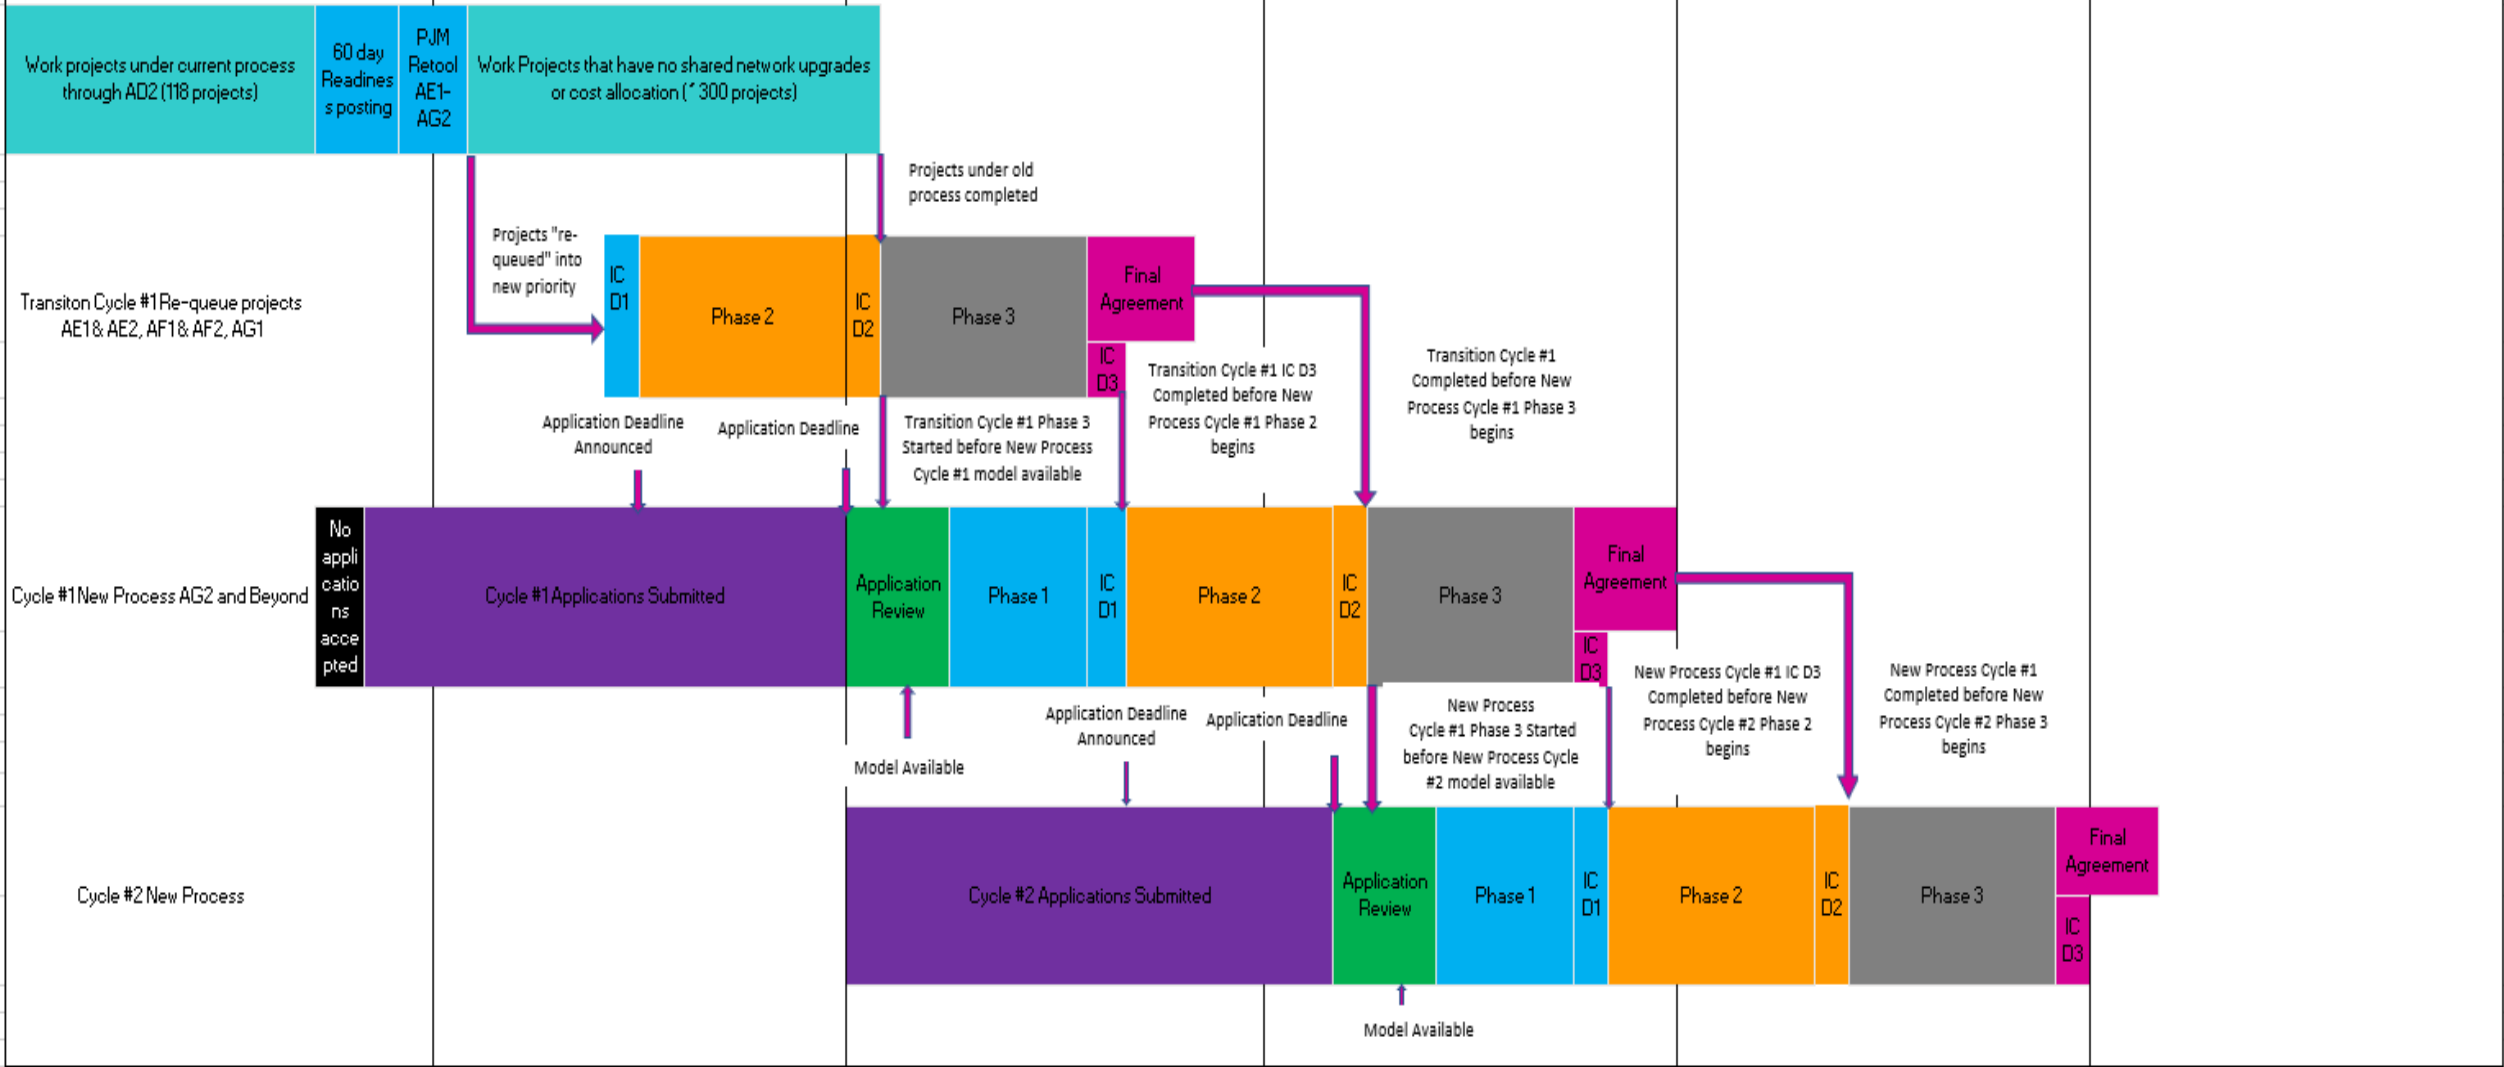 Work projects under current process
through AD2 (118 projects)
60 day
Readines
s posting
PJM
Retool
AE1-
AG2
Work Projects that have no shared network upgrades
or cost allocation (~300 projects)
Projects under old
process completed
Projects "re-
queued" into
new priority
Transiton Cycle #1 Re-queue projects
AE1 & AE2, AF1 & AF2, AG1
IC
D1
Phase 2
IC
D2
Phase 3
Final
Agreement
IC
D3
Application Deadline
Announced
Application Deadline
Transition Cycle #1 Phase 3
Started before New Process
Cycle #1 model available
Transition Cycle #1 IC D3
Completed before New
Process Cycle #1 Phase 2
begins
Transition Cycle #1
Completed before New
Process Cycle #1 Phase 3
begins
Cycle #1 New Process AG2 and Beyond
No
appli
catio
ns
acce
pted
Cycle #1 Applications Submitted
Application
Review
Phase 1
IC
D1
Phase 2
IC
D2
Phase 3
Final
Agreement
IC
D3
Model Available
Application Deadline
Announced
Application Deadline
New Process
Cycle #1 Phase 3 Started
before New Process Cycle
#2 model available
New Process Cycle #1 IC D3
Completed before New
Process Cycle #2 Phase 2
begins
New Process Cycle #1
Completed before New
Process Cycle #2 Phase 3
begins
Cycle #2 New Process
Cycle #2 Applications Submitted
Application
Review
Phase 1
IC
D1
Phase 2
IC
D2
Phase 3
Final
Agreement
IC
D3
Model Available